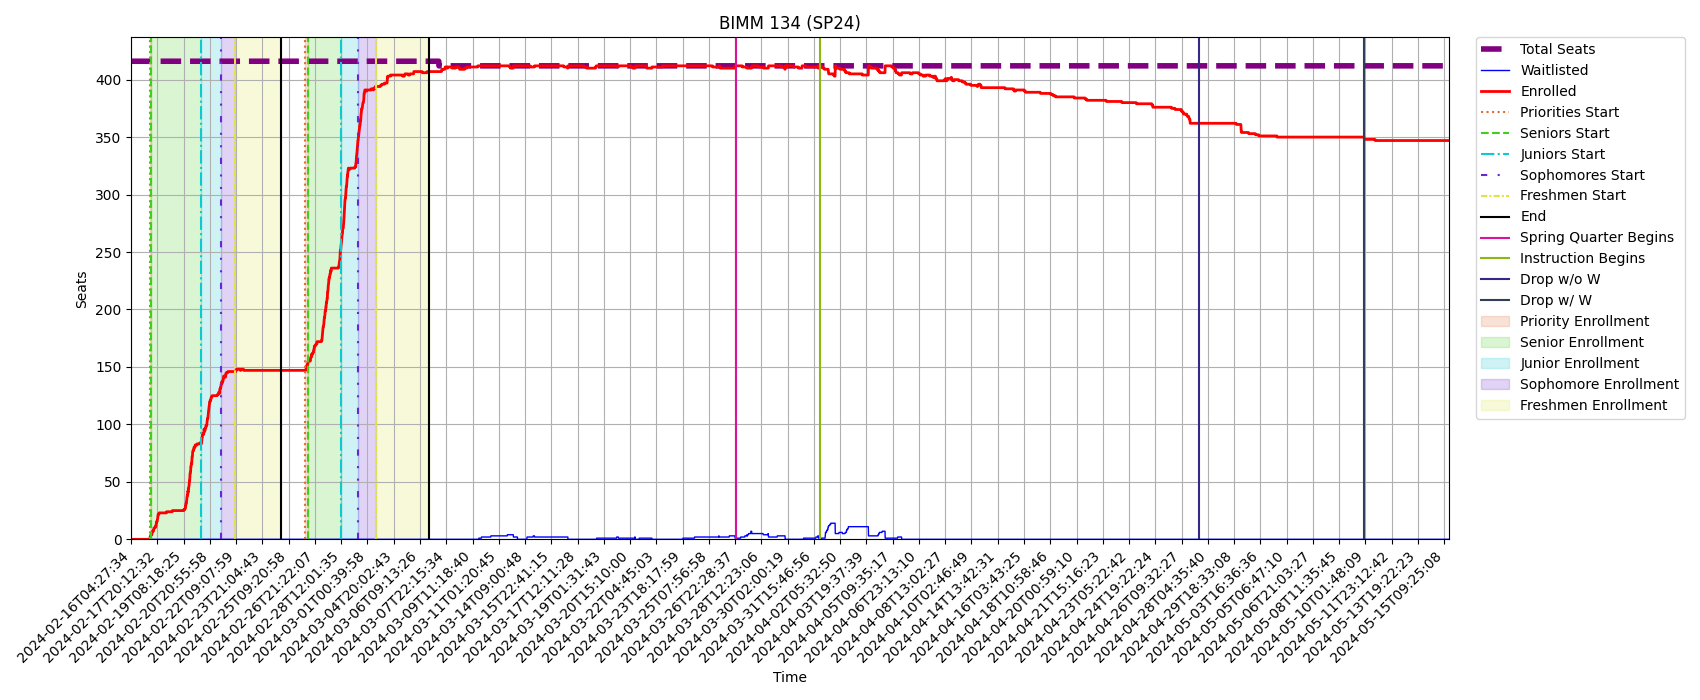 BIMM 134 (SP24)
Seats
400
350
300
250
200
150
100
50
0
Total Seats
Waitlisted
Enrolled
Priorities Start
Seniors Start
Juniors Start
Sophomores Start
Freshmen Start
End
Spring Quarter Begins
Instruction Begins
Drop w/o W
Drop w/ W
Priority Enrollment
Senior Enrollment
Junior Enrollment
Sophomore Enrollment
Freshmen Enrollment
2024-02-16T04:27:34
2024-02-17T20:12:32
2024-02-19T08:18:25
2024-02-20T20:55:58
2024-02-22T09:07:59
2024-02-23T21:04:43
2024-02-25T09:20:58
2024-02-26T21:22:07
2024-02-28T12:01:35
2024-03-01T00:39:58
2024-03-04T20:02:43
2024-03-06T09:13:26
2024-03-07T22:15:34
2024-03-09T11:18:40
2024-03-11T01:20:45
2024-03-14T09:00:48
2024-03-15T22:41:15
2024-03-17T12:11:28
2024-03-19T01:31:43
2024-03-20T15:10:00
2024-03-22T04:45:03
2024-03-23T18:17:59
2024-03-25T07:56:58
2024-03-26T22:28:37
2024-03-28T12:23:06
2024-03-30T02:00:19
2024-03-31T15:46:56
2024-04-02T05:32:50
2024-04-03T19:37:39
2024-04-05T09:35:17
2024-04-06T23:13:10
2024-04-08T13:02:27
2024-04-10T02:46:49
2024-04-14T13:42:31
2024-04-16T03:43:25
2024-04-18T10:58:46
2024-04-20T00:59:16
2024-04-21T15:16:23
2024-04-23T05:22:42
2024-04-24T19:22:24
2024-04-26T09:32:27
2024-04-28T04:35:40
2024-04-29T18:33:08
2024-05-03T16:36:36
2024-05-05T06:47:10
2024-05-06T21:03:27
2024-05-08T11:35:45
2024-05-10T01:48:09
2024-05-11T23:12:42
2024-05-13T19:22:23
2024-05-15T09:25:08
Time